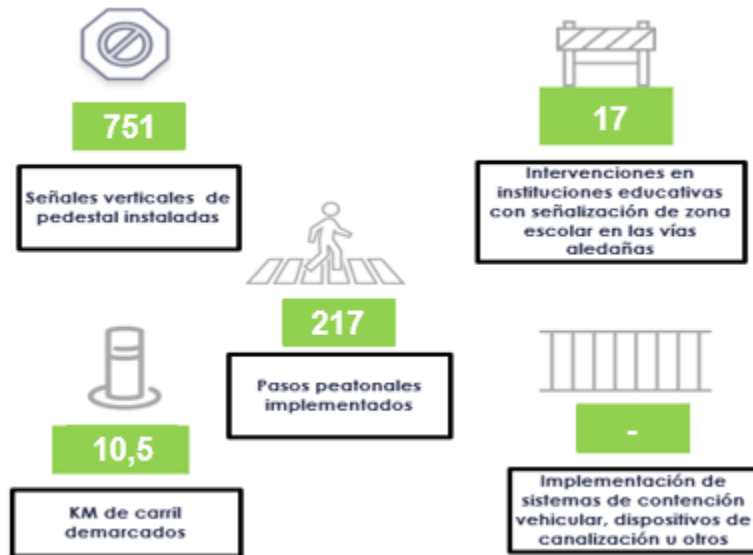 751
Señales verticales de
pedestal instaladas
17
Intervenciones en
instituciones educativas
con señalización de zona
escolar en las vías
aledañas
217
Pasos peatonales
implementados
10,5
KM de carril
demarcados
-
Implementación de
sistemas de contención
vehicular, dispositivos de
canalización u otros